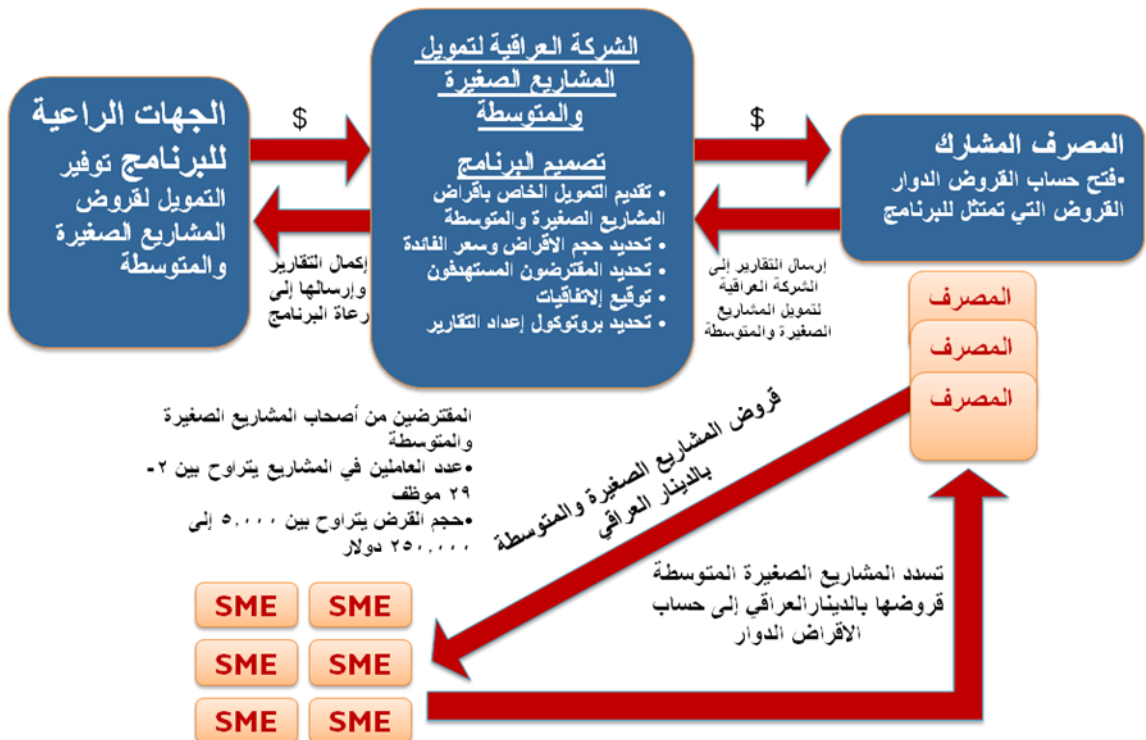 الجهات الراعية
للبرنامج توفير
التمويل لقروض
المشاريع الصغيرة
والمتوسطة
$
إكمال التقارير
وإرسالها إلى
رعاة البرنامج
الشركة العراقية لتمويل
المشاريع الصغيرة
والمتوسطة
تصميم البرنامج
• تقديم التمويل الخاص باقراض
المشاريع الصغيرة والمتوسطة
• تحديد حجم الاقراض وسعر الفائدة
• تحديد المقترضون المستهدفون
• توقيع إلاتفاقيات
• تحديد بروتوكول إعداد التقارير
$
إرسال التقارير إلى
الشركة العراقية
لتمويل المشاريع
الصغيرة والمتوسطة
المصرف المشارك
•فتح حساب القروض الدوار
القروض التي تمتثل للبرنامج
المصرف
المصرف
المصرف
قروض المشاريع الصغيرة والمتوسطة
بالدينار العراقي
المقترضين من أصحاب المشاريع الصغيرة
والمتوسطة
•عدد العاملين في المشاريع يتراوح بين ٢-
٢٩ موظف
•حجم القرض يتراوح بين ٥,٠٠٠ إلى
٢٥٠,٠٠٠ دولار
تسدد المشاريع الصغيرة المتوسطة
قروضها بالدينارالعراقي إلى حساب
الاقراض الدوار
SME SME
SME SME
SME SME